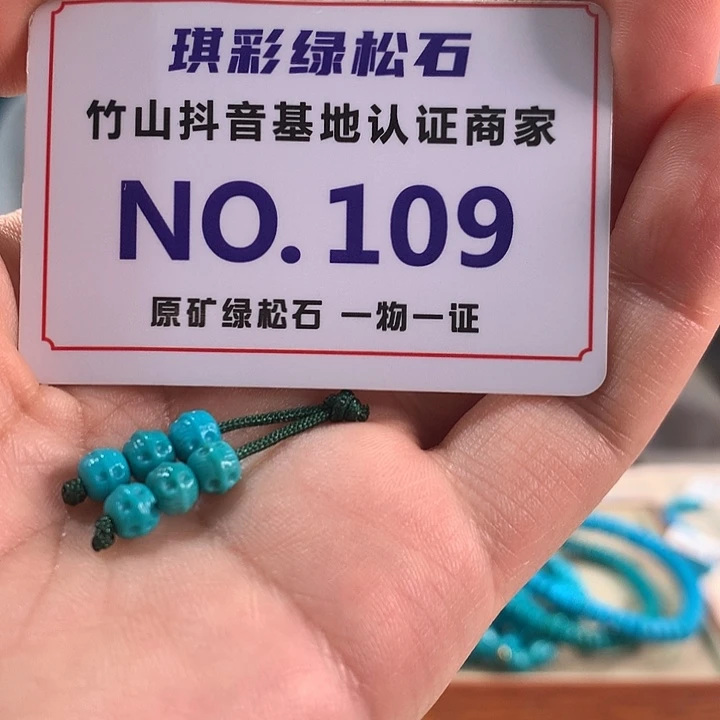 琪彩绿松石
竹山抖音基地认证商家
NO.109
原矿绿松石 一物一证